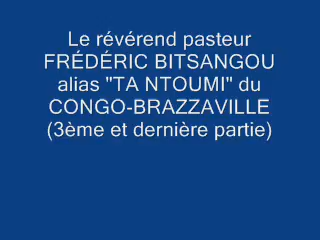 Le révérend pasteur
FRÉDÉRIC BITSANGOU
alias "TA NTOUMI" du
CONGO-BRAZZAVILLE
(3ème et dernière partie)